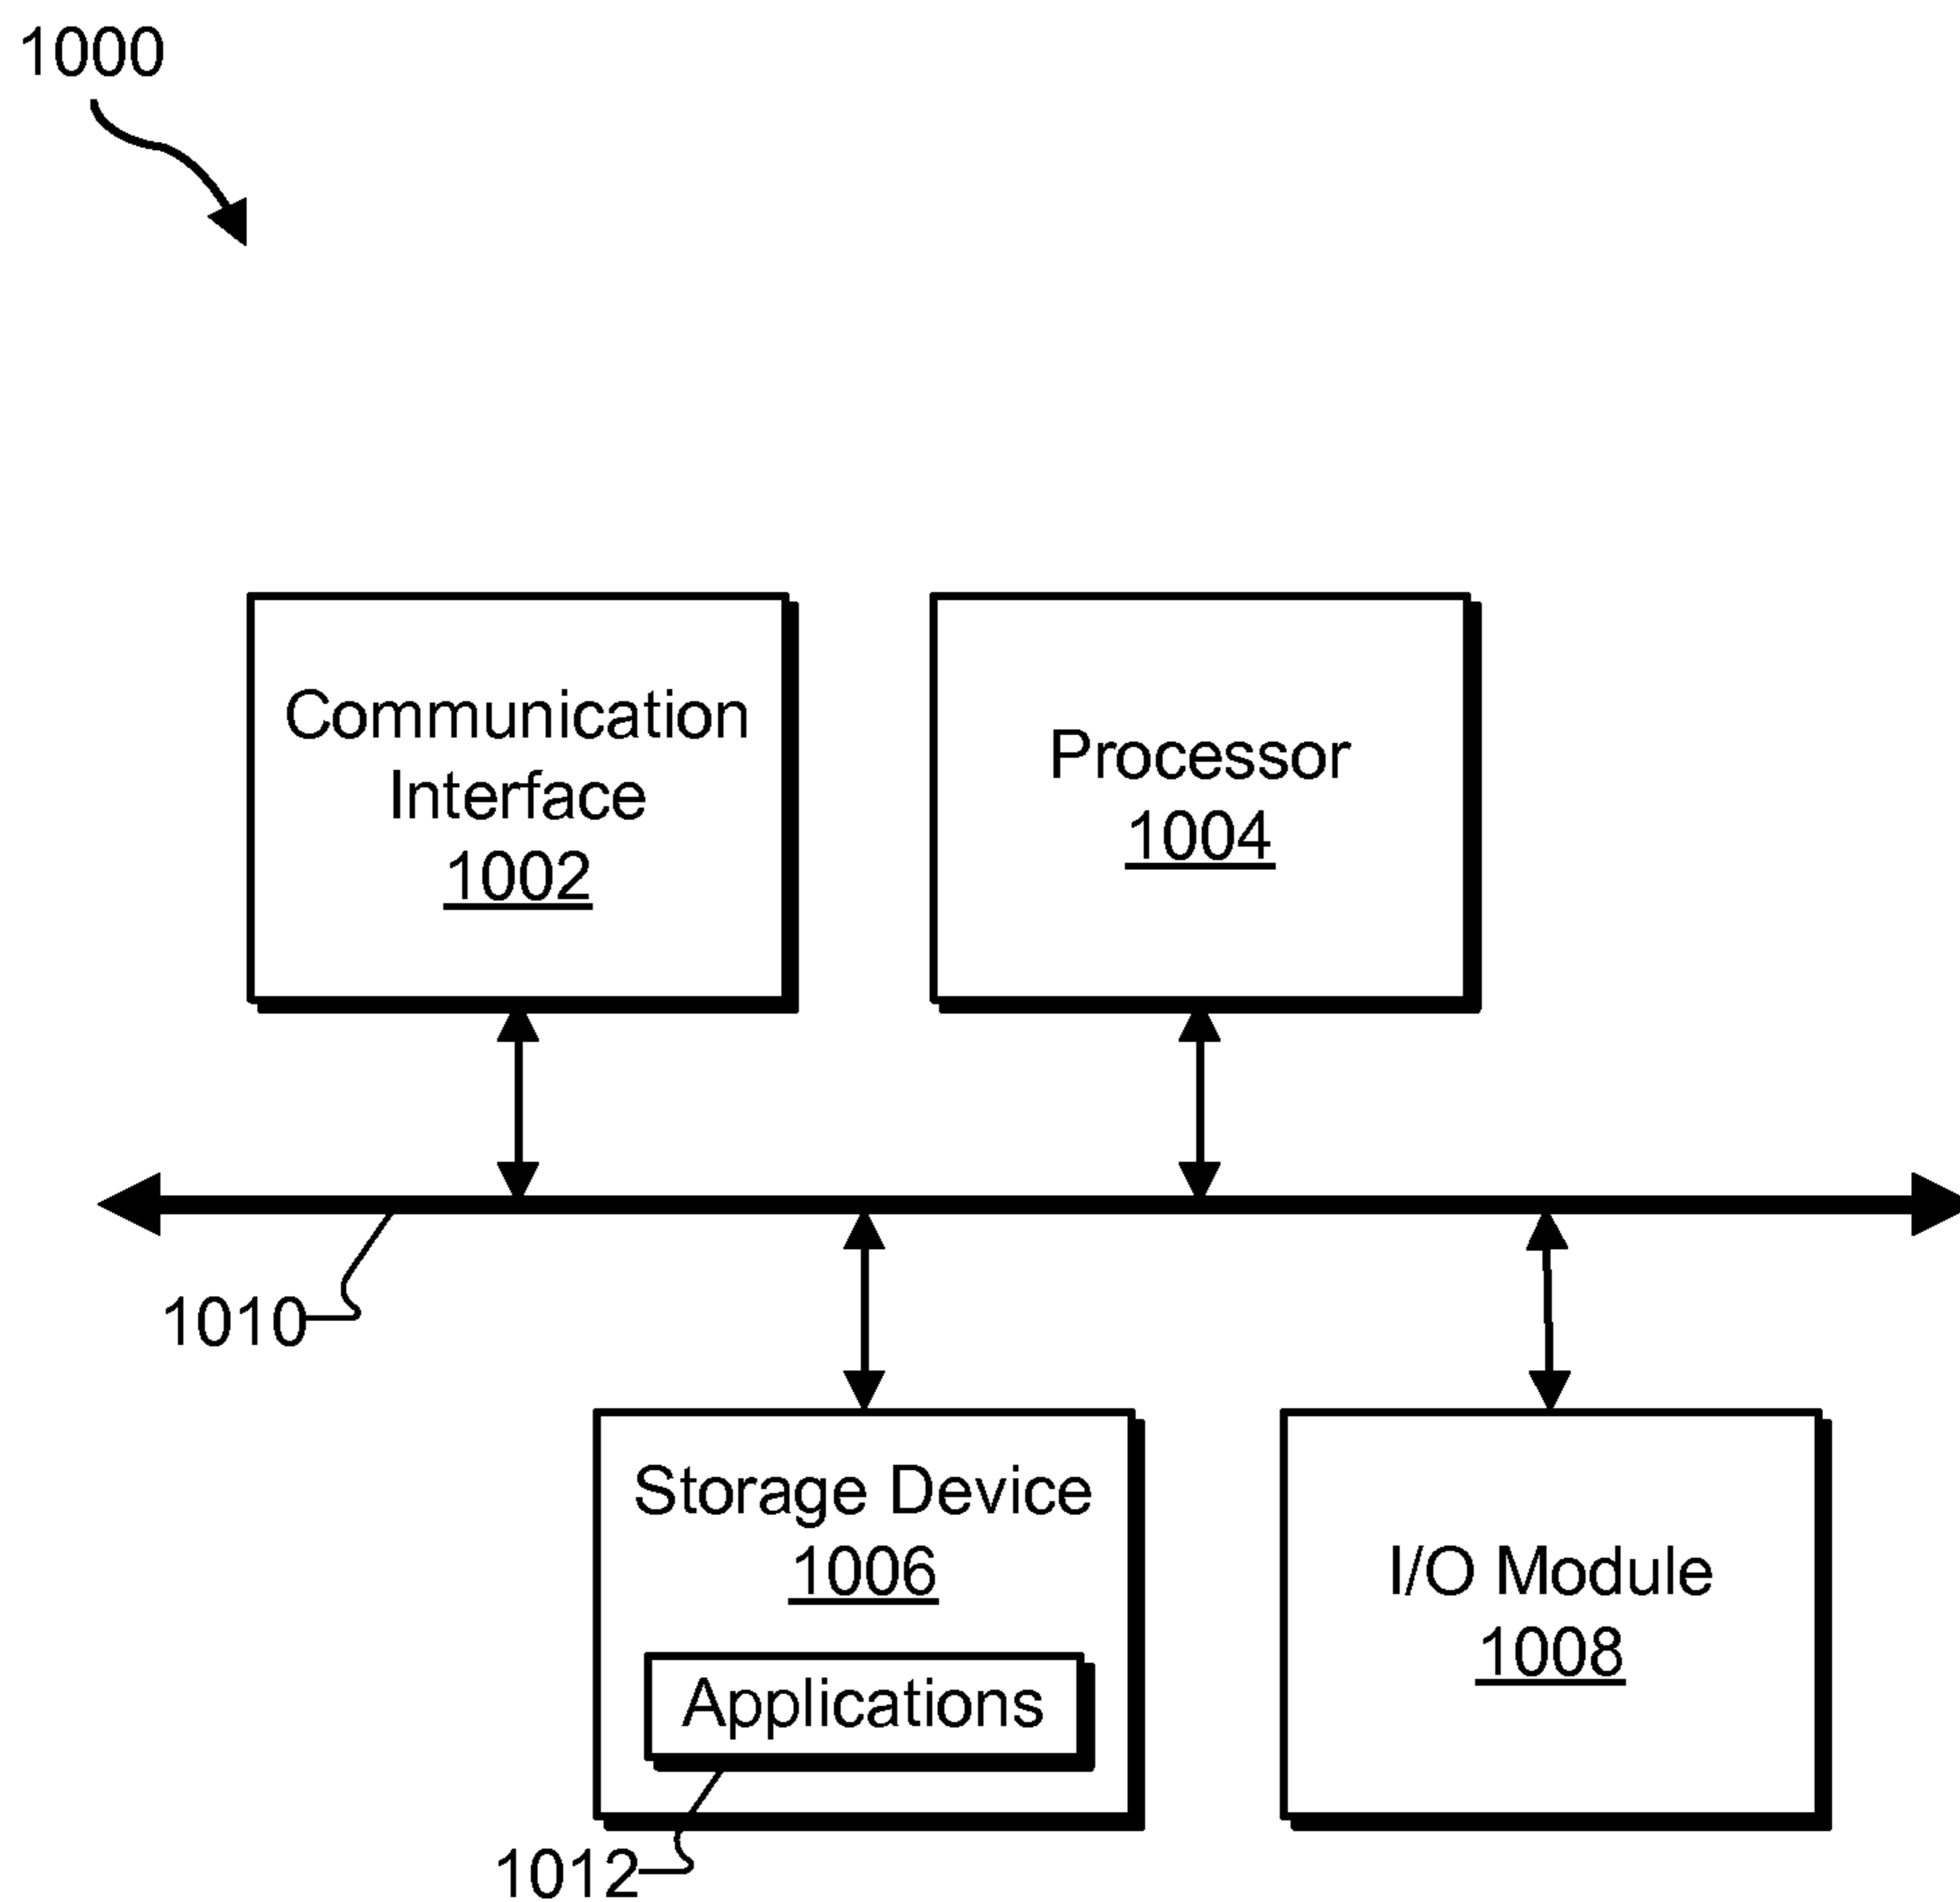 1000
Communication
Interface
1002
Processor
1004
1010
Storage Device
1006
Applications
1012
I/O Module
1008